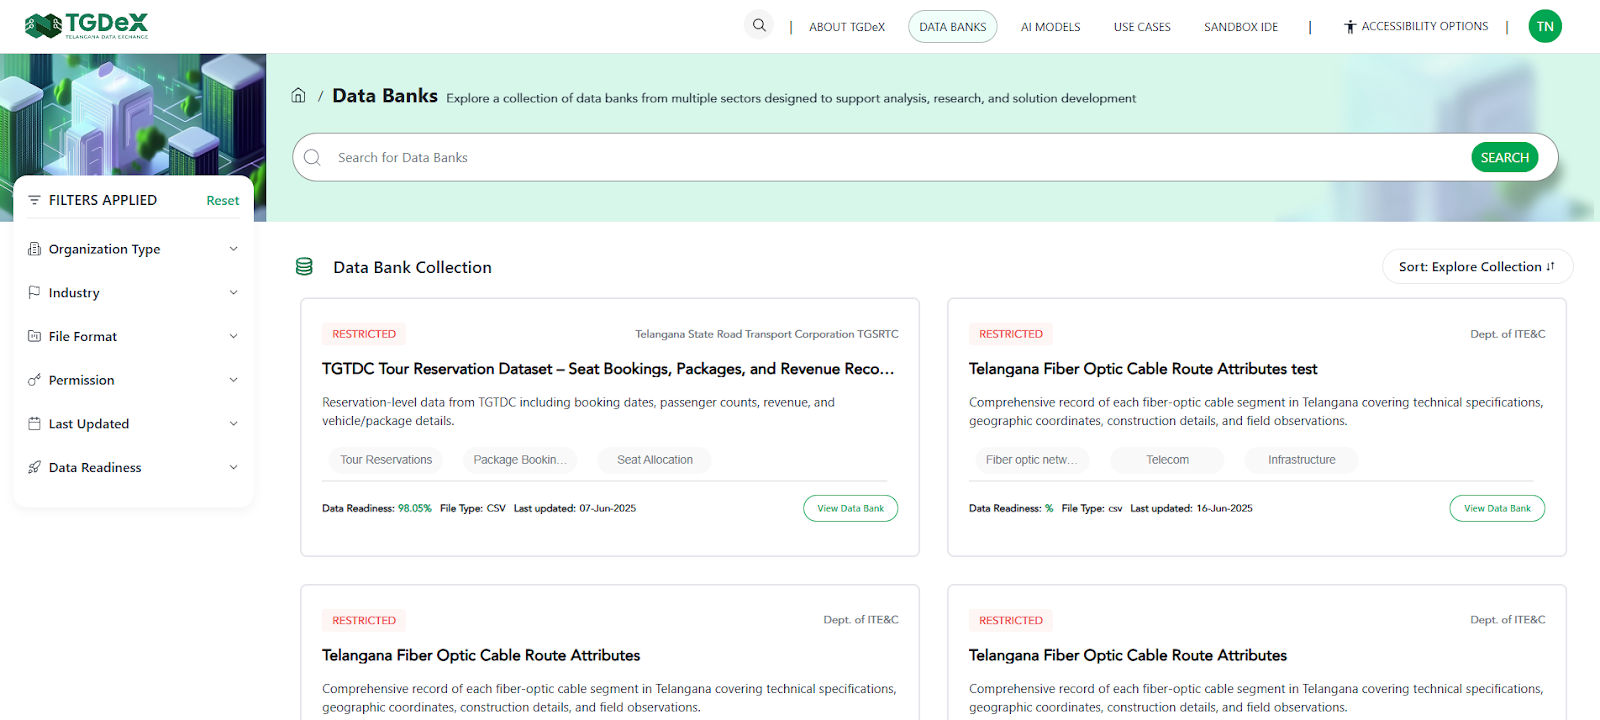 TGDeX
TELANGANA DATA EXCHANGE
ABOUT TGDeX
DATA BANKS
AI MODELS
USE CASES
SANDBOX IDE
ACCESSIBILITY OPTIONS
TN
/ Data Banks Explore a collection of data banks from multiple sectors designed to support analysis, research, and solution development
Search for Data Banks
SEARCH
FILTERS APPLIED
Reset
Organization Type
Industry
File Format
Permission
Last Updated
Data Readiness
Data Bank Collection
Sort: Explore Collection
RESTRICTED
Telangana State Road Transport Corporation TGSRTC
TGTDC Tour Reservation Dataset – Seat Bookings, Packages, and Revenue Reco...
Reservation-level data from TGTDC including booking dates, passenger counts, revenue, and
vehicle/package details.
Tour Reservations
Package Bookin...
Seat Allocation
Data Readiness: 98.05% File Type: CSV Last updated: 07-Jun-2025
View Data Bank
RESTRICTED
Dept. of ITE&C
Telangana Fiber Optic Cable Route Attributes test
Comprehensive record of each fiber-optic cable segment in Telangana covering technical specifications,
geographic coordinates, construction details, and field observations.
Fiber optic netw...
Telecom
Infrastructure
Data Readiness: % File Type: csv Last updated: 16-Jun-2025
View Data Bank
RESTRICTED
Dept. of ITE&C
Telangana Fiber Optic Cable Route Attributes
Comprehensive record of each fiber-optic cable segment in Telangana covering technical specifications,
geographic coordinates, construction details, and field observations.
RESTRICTED
Dept. of ITE&C
Telangana Fiber Optic Cable Route Attributes
Comprehensive record of each fiber-optic cable segment in Telangana covering technical specifications,
geographic coordinates, construction details, and field observations.